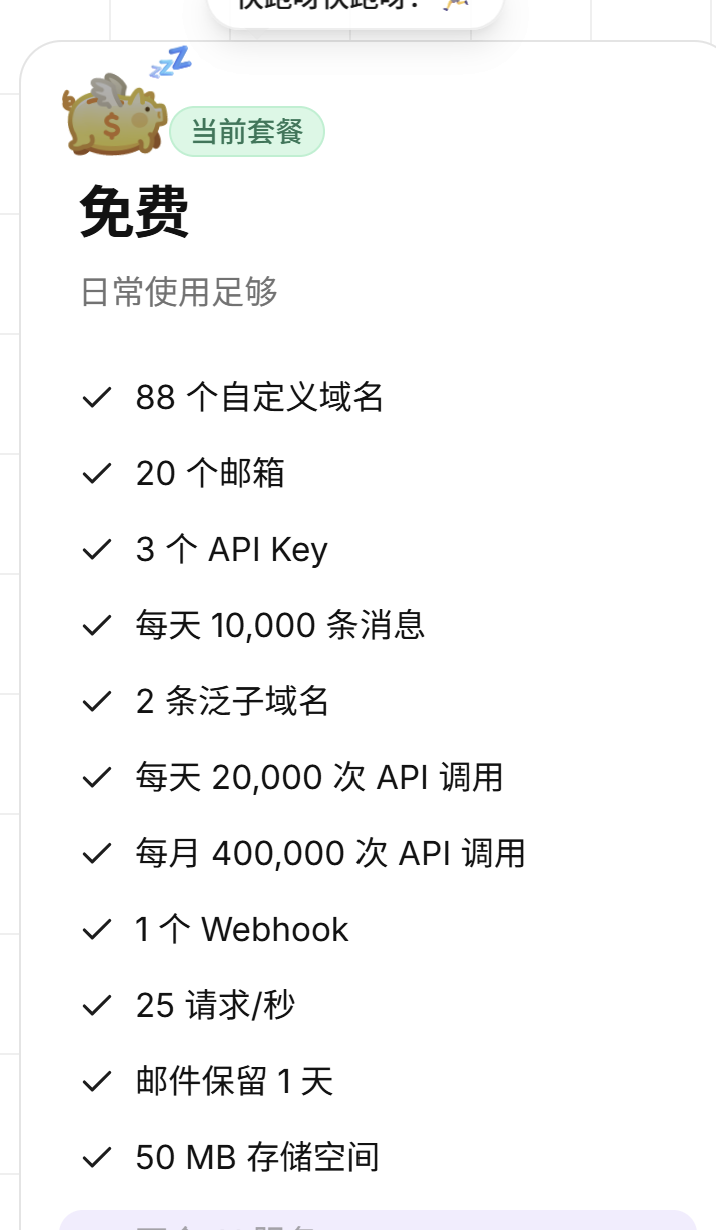 当前套餐
免费
日常使用足够
88 个自定义域名
20 个邮箱
3 个 API Key
每天 10,000 条消息
2 条泛子域名
每天 20,000 次 API 调用
每月 400,000 次 API 调用
1 个 Webhook
25 请求/秒
邮件保留 1 天
50 MB 存储空间